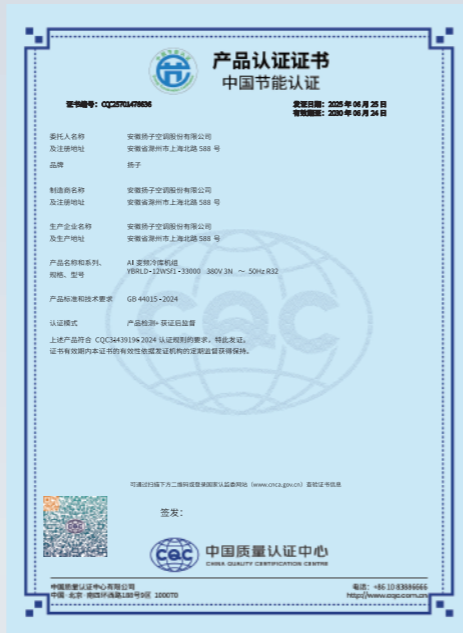 产品认证证书
中国节能认证
证书编号：CQC25701478636
发证日期：2025 年 06 月 25 日
有效期至：2030 年 06 月 24 日
委托人名称 安徽扬子空调股份有限公司
及注册地址 安徽省滁州市上海北路 588 号
品牌 扬子
制造商名称 安徽扬子空调股份有限公司
及注册地址 安徽省滁州市上海北路 588 号
生产企业名称 安徽扬子空调股份有限公司
及生产地址 安徽省滁州市上海北路 588 号
产品名称和系列、 AI 变频冷库机组
规格、型号 YBRLD-12WSf1-33000 380V 3N ～ 50Hz R32
产品标准和技术要求 GB 44015-2024
认证模式 产品检测+ 获证后监督
上述产品符合 CQC31-439196-2024 认证规则的要求，特此发证。
证书有效期内本证书的有效性依据发证机构的定期监督获得保持。
CQC
可通过扫描下方二维码或登录国家认监委网站（www.cnca.gov.cn）查验证书信息
签发：
CQC
中国质量认证中心
CHINA QUALITY CERTIFICATION CENTRE
中国质量认证中心有限公司
中国·北京·南四环西路188号9区 100070
电话：+86 10 83886666
http://www.cqc.com.cn